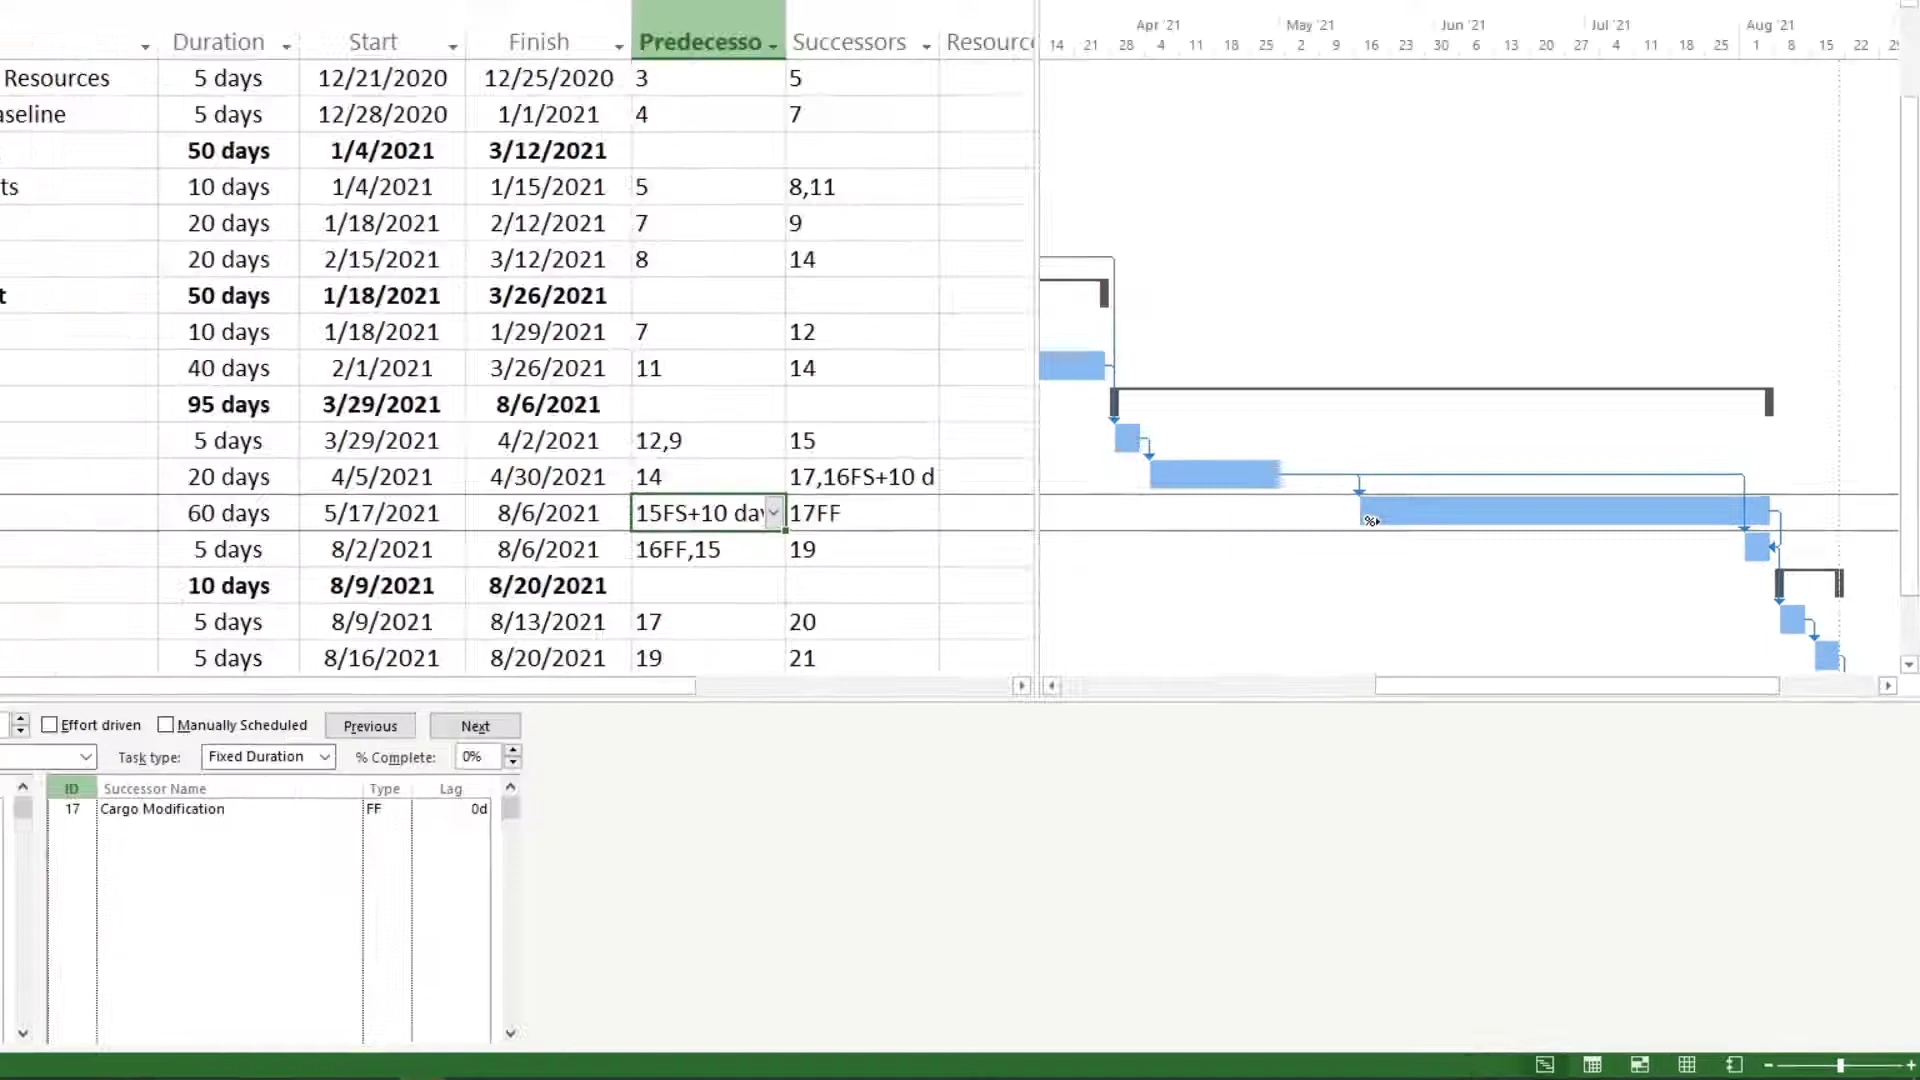 Duration Start Finish Predecesso Successors Resourc
Apr '21 May '21 Jun '21 Jul '21 Aug '21
14 21 28 4 11 18 25 2 9 16 23 30 6 13 20 27 4 11 18 25 1 8 15 22 29
Resources 5 days 12/21/2020 12/25/2020 3 5
aseline 5 days 12/28/2020 1/1/2021 4 7
50 days 1/4/2021 3/12/2021
ts 10 days 1/4/2021 1/15/2021 5 8,11
20 days 1/18/2021 2/12/2021 7 9
20 days 2/15/2021 3/12/2021 8 14
t 50 days 1/18/2021 3/26/2021
10 days 1/18/2021 1/29/2021 7 12
40 days 2/1/2021 3/26/2021 11 14
95 days 3/29/2021 8/6/2021
5 days 3/29/2021 4/2/2021 12,9 15
20 days 4/5/2021 4/30/2021 14 17,16FS+10 d
60 days 5/17/2021 8/6/2021 15FS+10 day 17FF
5 days 8/2/2021 8/6/2021 16FF,15 19
10 days 8/9/2021 8/20/2021
5 days 8/9/2021 8/13/2021 17 20
5 days 8/16/2021 8/20/2021 19 21
Effort driven Manually Scheduled Previous Next
Task type: Fixed Duration % Complete: 0%
ID Successor Name Type Lag
17 Cargo Modification FF 0d